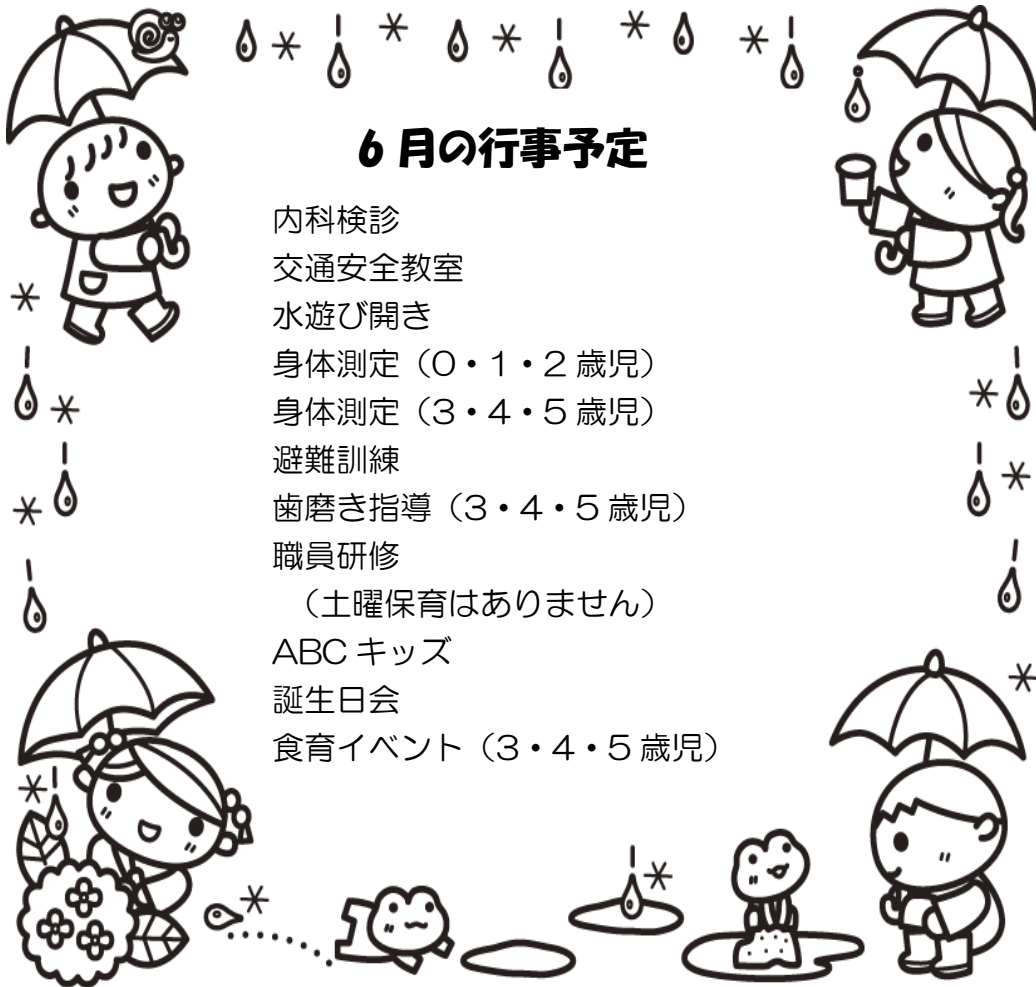 6月の行事予定
内科検診
交通安全教室
水遊び開き
身体測定（0・1・2歳児）
身体測定（3・4・5歳児）
避難訓練
歯磨き指導（3・4・5歳児）
職員研修
（土曜保育はありません）
ABCキッズ
誕生日会
食育イベント（3・4・5歳児）